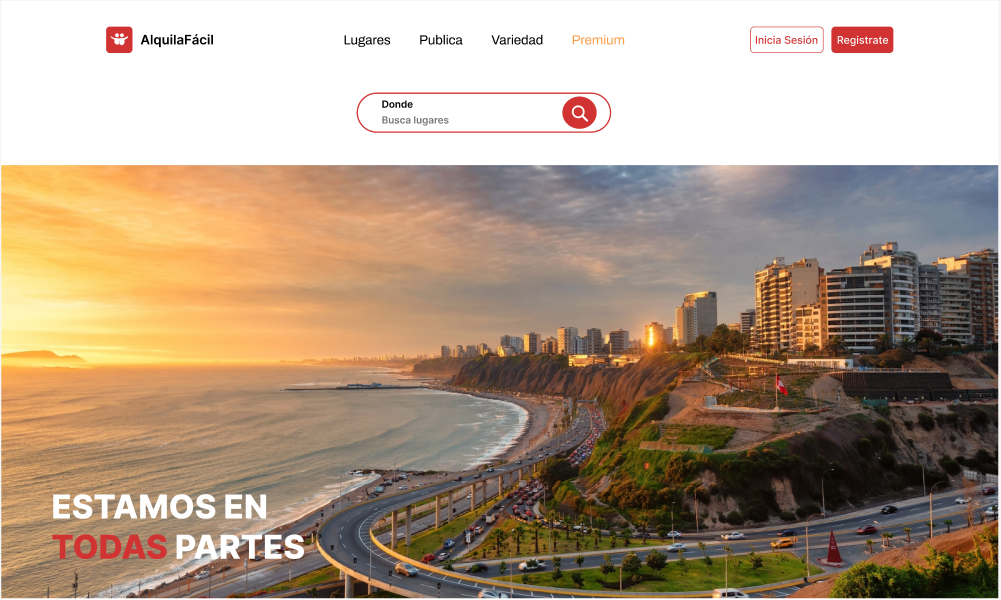 AlquilaFácil
Lugares Publica Variedad Premium
Inicia Sesión Registrate
Donde
Busca lugares
ESTAMOS EN
TODAS PARTES